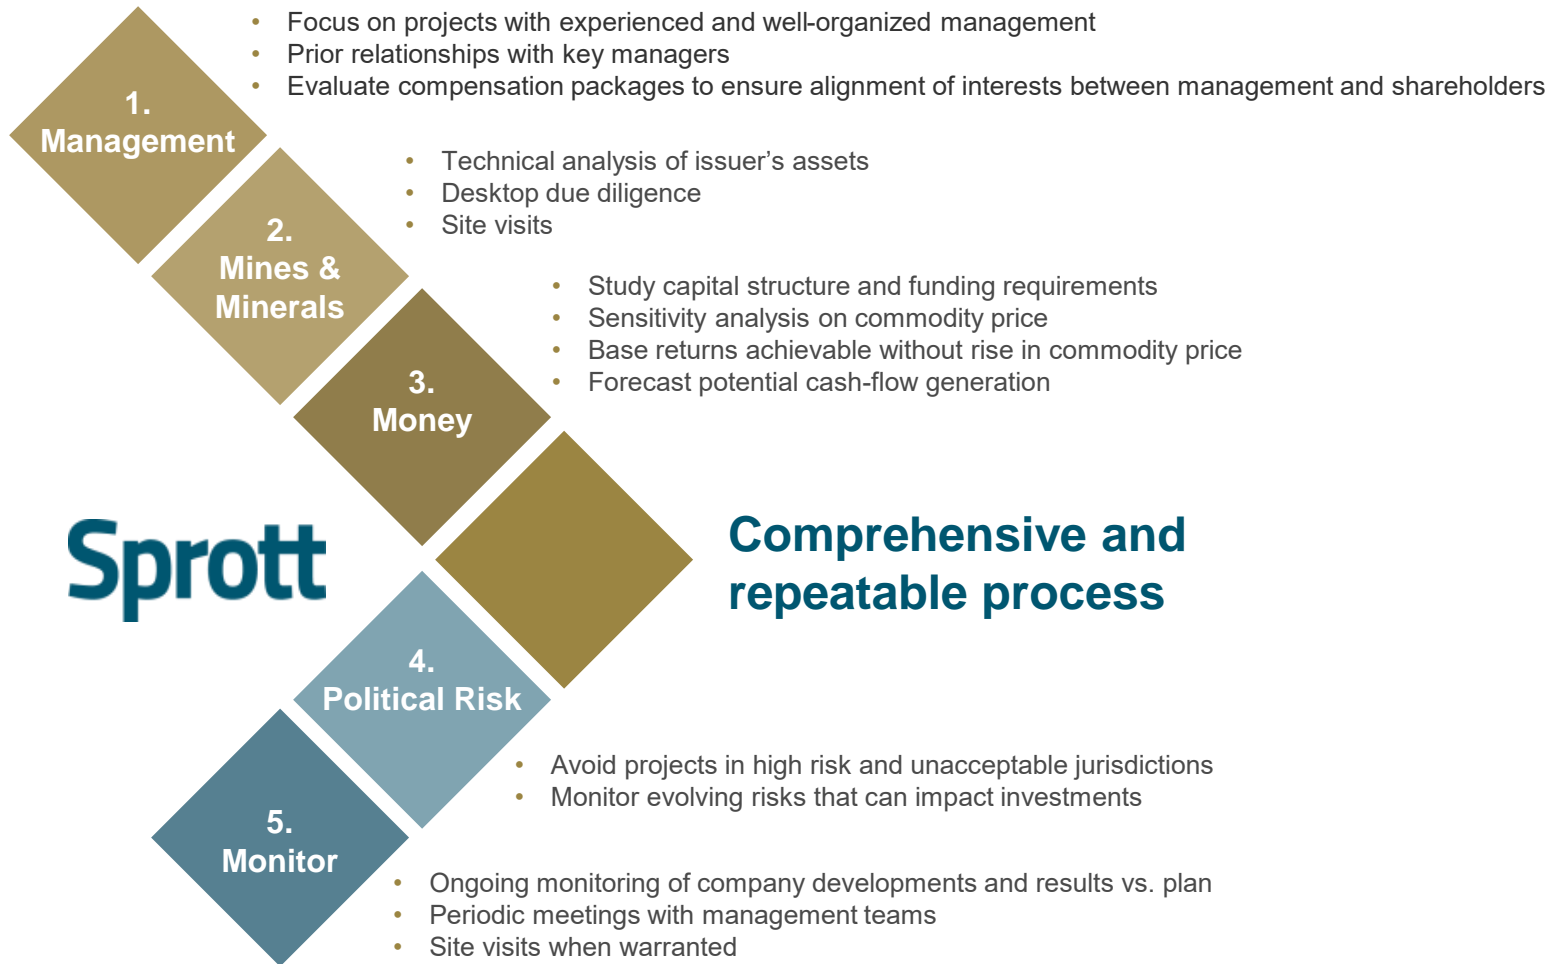 • Focus on projects with experienced and well-organized management
• Prior relationships with key managers
• Evaluate compensation packages to ensure alignment of interests between management and shareholders
1.
Management
• Technical analysis of issuer’s assets
• Desktop due diligence
• Site visits
2.
Mines &
Minerals
• Study capital structure and funding requirements
• Sensitivity analysis on commodity price
• Base returns achievable without rise in commodity price
• Forecast potential cash-flow generation
3.
Money
Sprott
Comprehensive and
repeatable process
4.
Political Risk
• Avoid projects in high risk and unacceptable jurisdictions
• Monitor evolving risks that can impact investments
5.
Monitor
• Ongoing monitoring of company developments and results vs. plan
• Periodic meetings with management teams
• Site visits when warranted